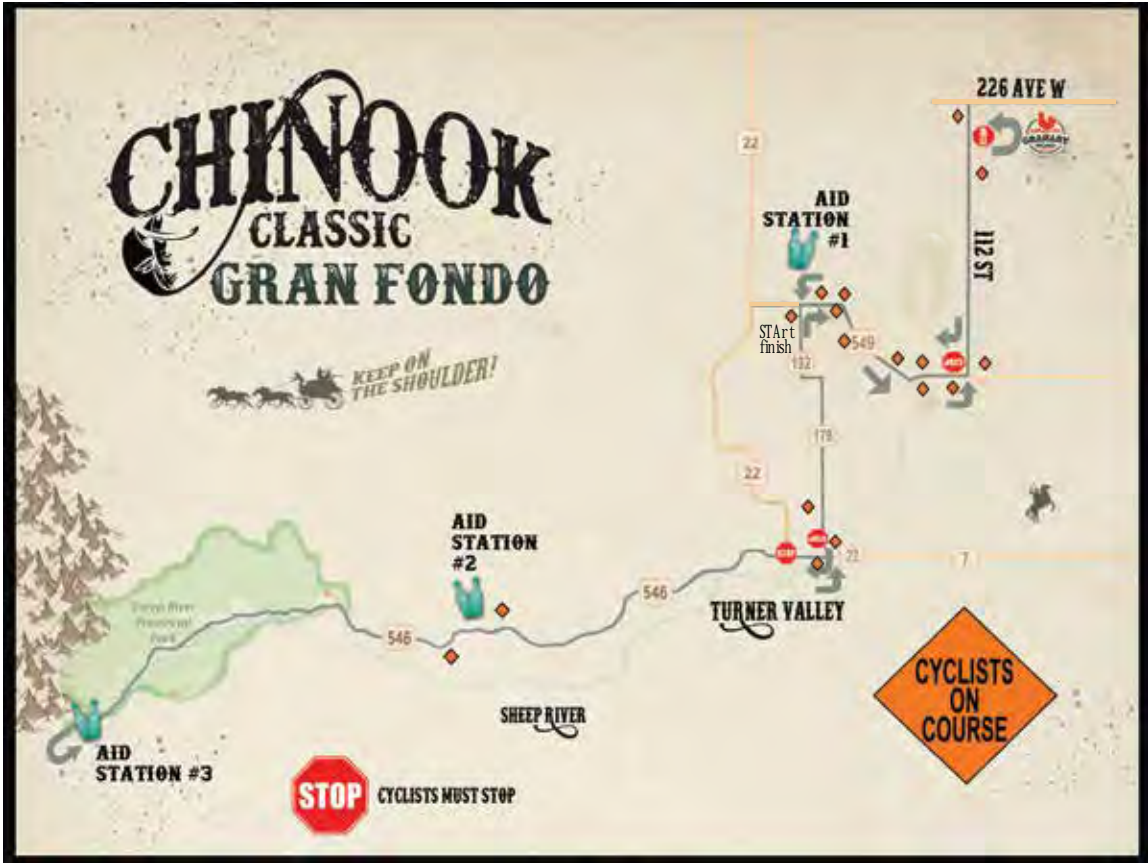 CHINOOK
CLASSIC
GRAN FONDO
KEEP ON
THE SHOULDER!
226 AVE W
GRANARY
22
AID
STATION
#1
112 ST
STArt
finish
549
192
178
22
AID
STATION
#2
STOP
22
7
546
TURNER VALLEY
Sheep River
Provincial
Park
546
SHEEP RIVER
CYCLISTS
ON
COURSE
AID
STATION #3
STOP
CYCLISTS MUST STOP